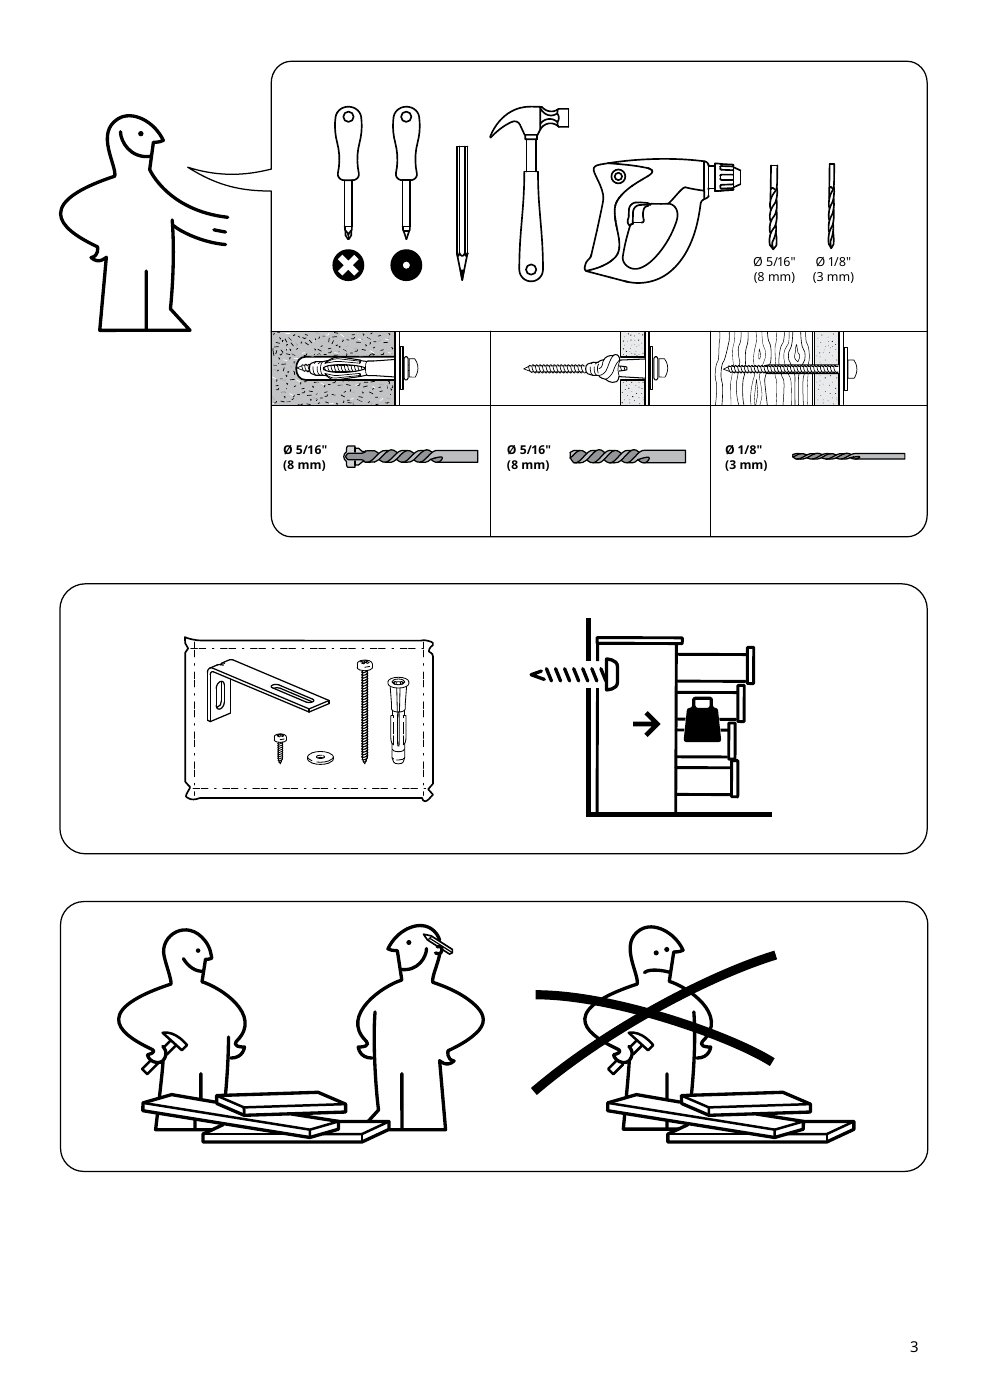 Ø 5/16" Ø 1/8"
(8 mm) (3 mm)
Ø 5/16"
(8 mm)
Ø 5/16"
(8 mm)
Ø 1/8"
(3 mm)
3